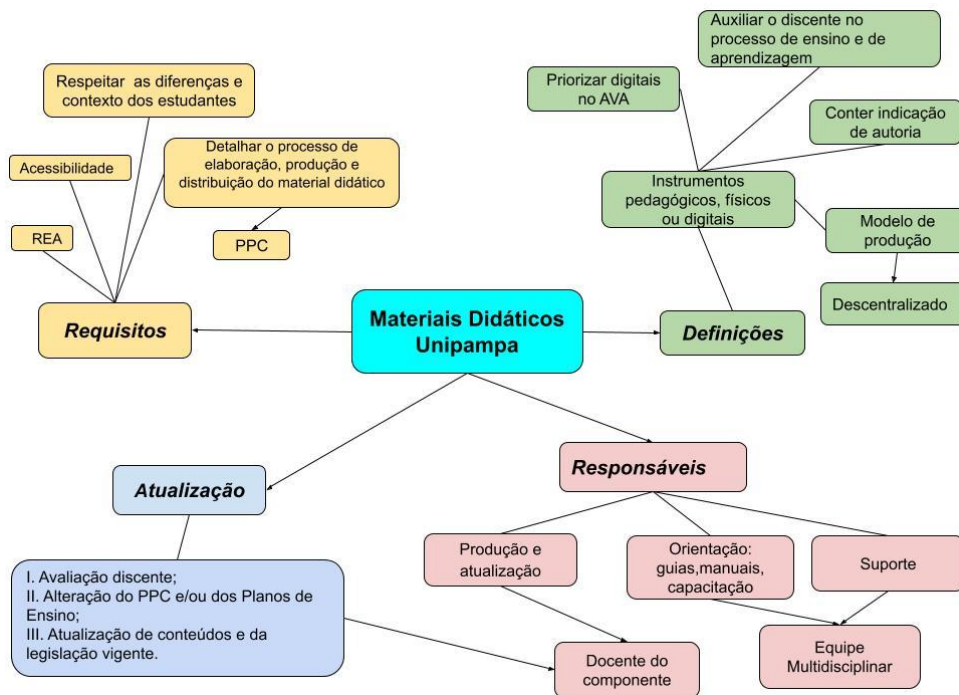 Respeitar as diferenças e
contexto dos estudantes
Acessibilidade
Detalhar o processo de
elaboração, produção e
distribuição do material didático
REA
PPC
Requisitos
Auxiliar o discente no
processo de ensino e de
aprendizagem
Priorizar digitais
no AVA
Conter indicação
de autoria
Instrumentos
pedagógicos, físicos
ou digitais
Modelo de
produção
Descentralizado
Definições
Materiais Didáticos
Unipampa
Atualização
I. Avaliação discente;
II. Alteração do PPC e/ou dos Planos de
Ensino;
III. Atualização de conteúdos e da
legislação vigente.
Responsáveis
Produção e
atualização
Orientação:
guias,manuais,
capacitação
Suporte
Docente do
componente
Equipe
Multidisciplinar